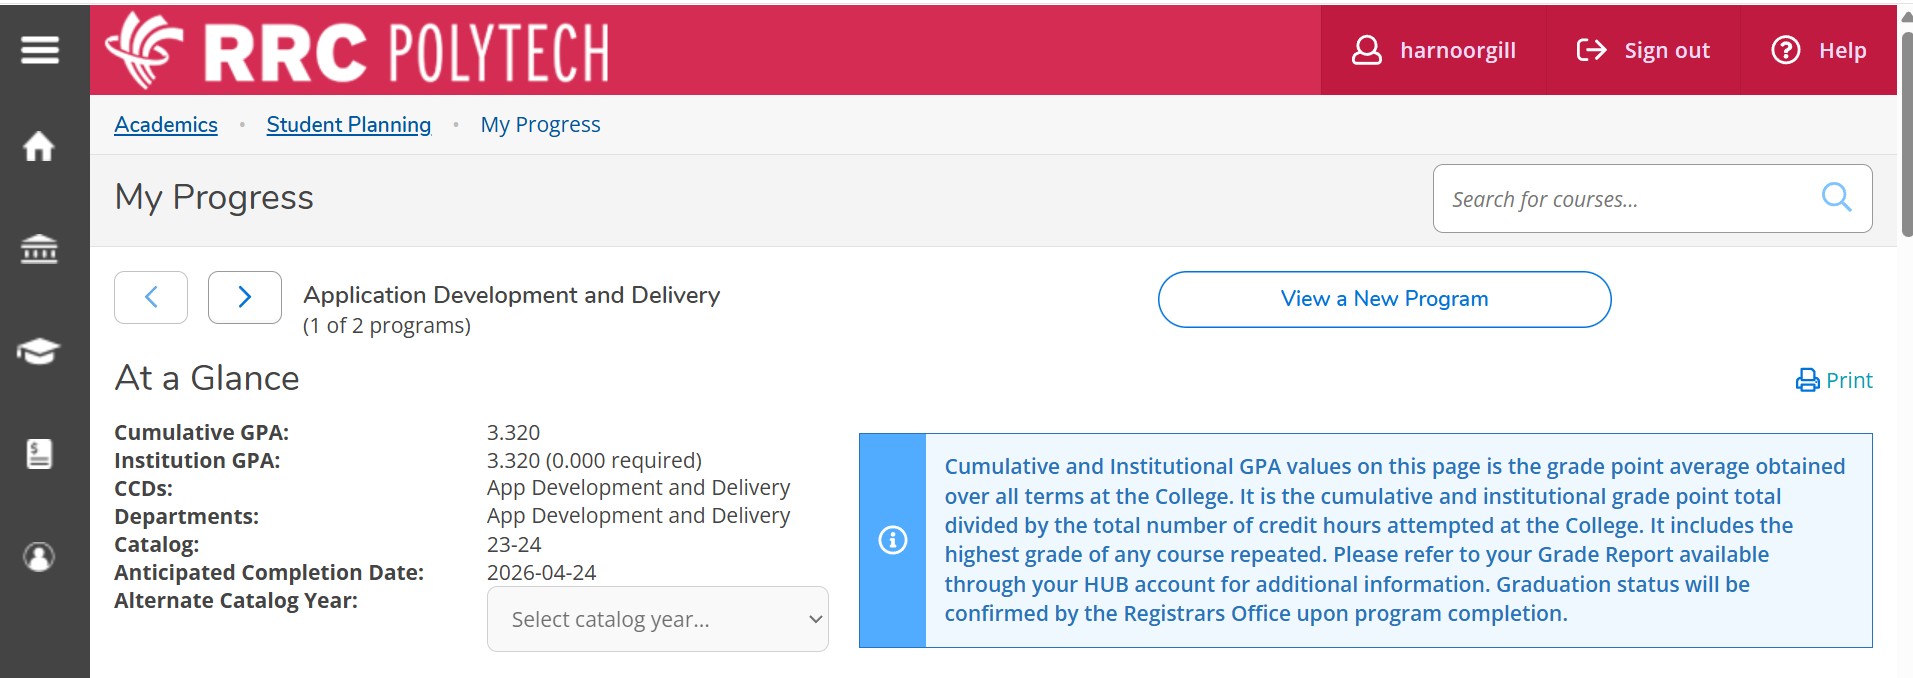 RRC POLYTECH
harnoorgill
Sign out
Help
Academics • Student Planning • My Progress
My Progress
Search for courses...
Application Development and Delivery
(1 of 2 programs)
View a New Program
At a Glance
Print
Cumulative GPA: 3.320
Institution GPA: 3.320 (0.000 required)
CCDs: App Development and Delivery
Departments: App Development and Delivery
Catalog: 23-24
Anticipated Completion Date: 2026-04-24
Alternate Catalog Year: Select catalog year...
Cumulative and Institutional GPA values on this page is the grade point average obtained
over all terms at the College. It is the cumulative and institutional grade point total
divided by the total number of credit hours attempted at the College. It includes the
highest grade of any course repeated. Please refer to your Grade Report available
through your HUB account for additional information. Graduation status will be
confirmed by the Registrars Office upon program completion.